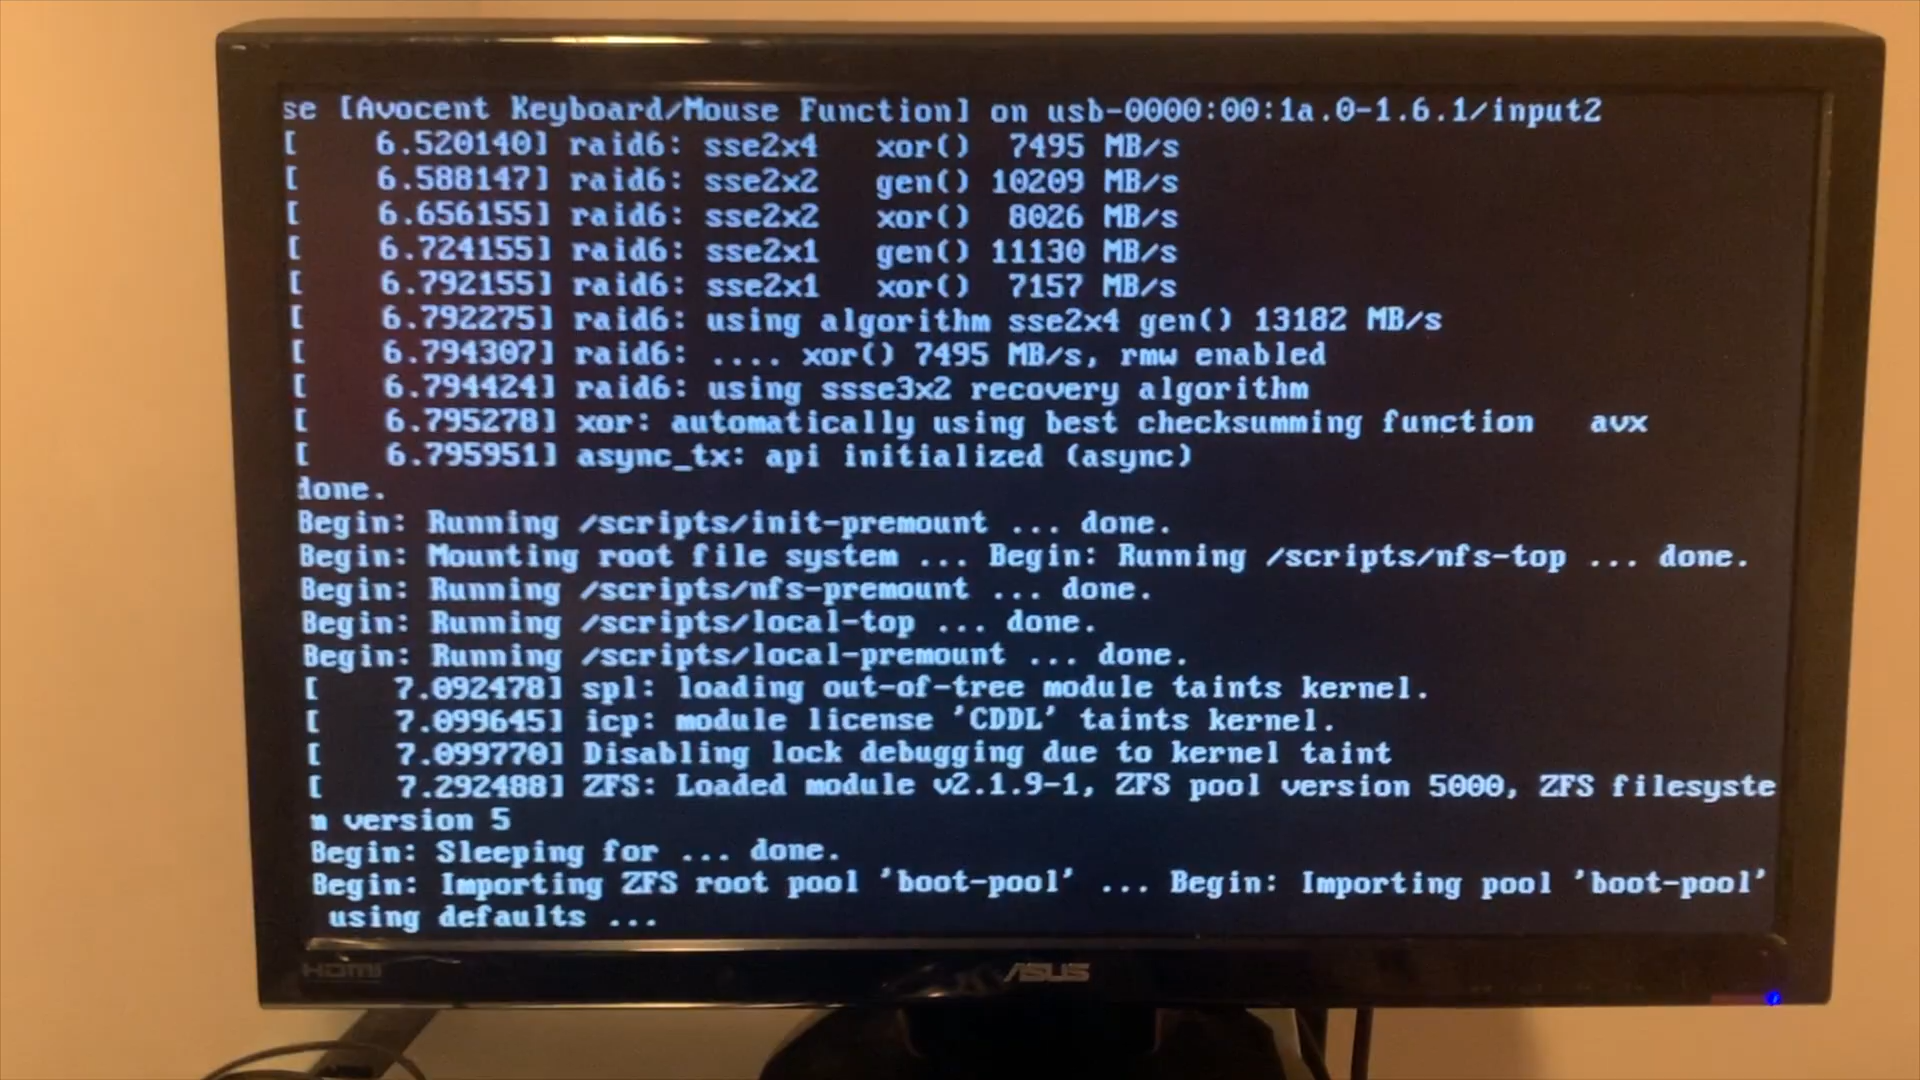 se [Avocent Keyboard/Mouse Function] on usb-0000:00:1a.0-1.6.1/input2
[    6.520140] raid6: sse2x4   xor()  7495 MB/s
[    6.588147] raid6: sse2x2   gen() 10209 MB/s
[    6.656155] raid6: sse2x2   xor()  8026 MB/s
[    6.724155] raid6: sse2x1   gen() 11130 MB/s
[    6.792155] raid6: sse2x1   xor()  7157 MB/s
[    6.792275] raid6: using algorithm sse2x4 gen() 13182 MB/s
[    6.794307] raid6: .... xor() 7495 MB/s, rmw enabled
[    6.794424] raid6: using ssse3x2 recovery algorithm
[    6.795278] xor: automatically using best checksumming function   avx
[    6.795951] async_tx: api initialized (async)
done.
Begin: Running /scripts/init-premount ... done.
Begin: Mounting root file system ... Begin: Running /scripts/nfs-top ... done.
Begin: Running /scripts/nfs-premount ... done.
Begin: Running /scripts/local-top ... done.
Begin: Running /scripts/local-premount ... done.
[    7.092478] spl: loading out-of-tree module taints kernel.
[    7.099645] icp: module license 'CDDL' taints kernel.
[    7.099770] Disabling lock debugging due to kernel taint
[    7.292488] ZFS: Loaded module v2.1.9-1, ZFS pool version 5000, ZFS filesyste
m version 5
Begin: Sleeping for ... done.
Begin: Importing ZFS root pool 'boot-pool' ... Begin: Importing pool 'boot-pool'
using defaults ...
HDMI
ASUS